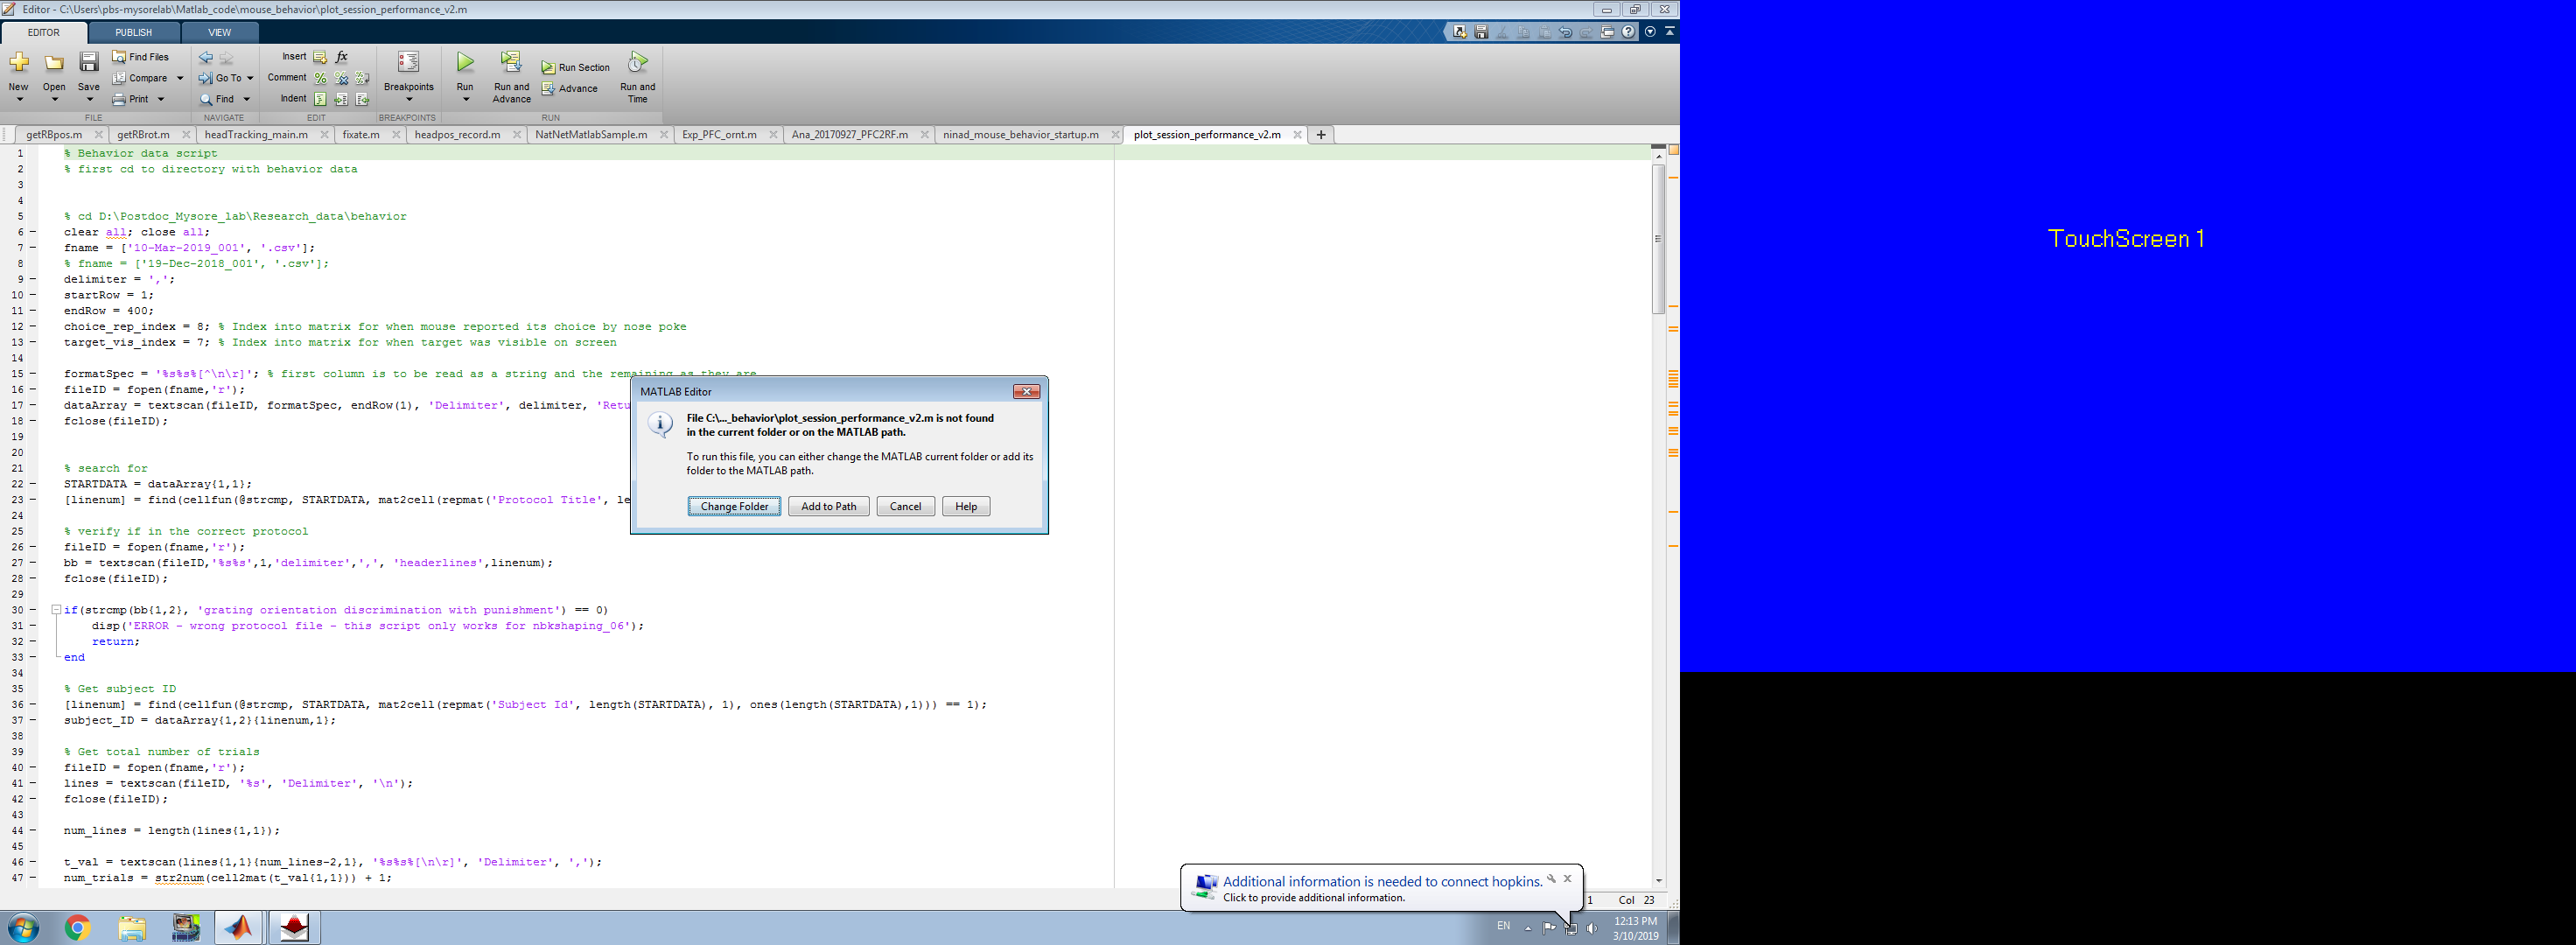 Editor - C:\Users\pbs-mysorelab\Matlab_code\mouse_behavior\plot_session_performance_v2.m
EDITOR PUBLISH VIEW
New Open Save Find Files Compare Print
Go To Find
Insert fx
Comment
Indent
Breakpoints
Run Run and Advance Run Section Advance Run and Time
FILE NAVIGATE EDIT BREAKPOINTS RUN
getRBpos.m getRBrot.m headTracking_main.m fixate.m headpos_record.m NatNetMatlabSample.m Exp_PFC_ornt.m Ana_20170927_PFC2RF.m ninad_mouse_behavior_startup.m plot_session_performance_v2.m
1 % Behavior data script
2 % first cd to directory with behavior data
3
4
5 % cd D:\Postdoc_Mysore_lab\Research_data\behavior
6 clear all; close all;
7 fname = ['10-Mar-2019_001', '.csv'];
8 % fname = ['19-Dec-2018_001', '.csv'];
9 delimiter = ',';
10 startRow = 1;
11 endRow = 400;
12 choice_rep_index = 8; % Index into matrix for when mouse reported its choice by nose poke
13 target_vis_index = 7; % Index into matrix for when target was visible on screen
14
15 formatSpec = '%s%s%[^\n\r]'; % first column is to be read as a string and the remaining as they are
16 fileID = fopen(fname,'r');
17 dataArray = textscan(fileID, formatSpec, endRow(1), 'Delimiter', delimiter, 'Retu
18 fclose(fileID);
19
20
21 % search for
22 STARTDATA = dataArray{1,1};
23 [linenum] = find(cellfun(@strcmp, STARTDATA, mat2cell(repmat('Protocol Title', le
24
25 % verify if in the correct protocol
26 fileID = fopen(fname,'r');
27 bb = textscan(fileID,'%s%s',1,'delimiter',',', 'headerlines',linenum);
28 fclose(fileID);
29
30 if(strcmp(bb{1,2}, 'grating orientation discrimination with punishment') == 0)
31 disp('ERROR - wrong protocol file - this script only works for nbkshaping_06');
32 return;
33 end
34
35 % Get subject ID
36 [linenum] = find(cellfun(@strcmp, STARTDATA, mat2cell(repmat('Subject Id', length(STARTDATA), 1), ones(length(STARTDATA),1))) == 1);
37 subject_ID = dataArray{1,2}{linenum,1};
38
39 % Get total number of trials
40 fileID = fopen(fname,'r');
41 lines = textscan(fileID, '%s', 'Delimiter', '\n');
42 fclose(fileID);
43
44 num_lines = length(lines{1,1});
45
46 t_val = textscan(lines{1,1}{num_lines-2,1}, '%s%s%[\n\r]', 'Delimiter', ',');
47 num_trials = str2num(cell2mat(t_val{1,1})) + 1;
MATLAB Editor
File C:\..._behavior\plot_session_performance_v2.m is not found
in the current folder or on the MATLAB path.
To run this file, you can either change the MATLAB current folder or add its
folder to the MATLAB path.
Change Folder Add to Path Cancel Help
Additional information is needed to connect hopkins.
Click to provide additional information.
1 Col 23
EN
12:13 PM
3/10/2019
TouchScreen 1